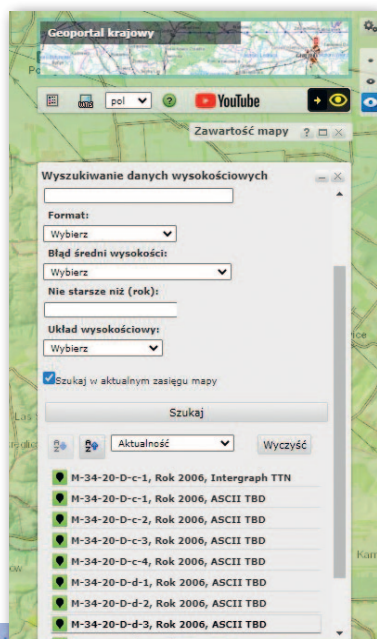 Geoportal krajowy
pol
YouTube
Zawartość mapy
Wyszukiwanie danych wysokościowych
Format:
Wybierz
Błąd średni wysokości:
Wybierz
Nie starsze niż (rok):
Układ wysokościowy:
Wybierz
Szukaj w aktualnym zasięgu mapy
Szukaj
Aktualność
Wyczyść
M-34-20-D-c-1, Rok 2006, Intergraph TTN
M-34-20-D-c-1, Rok 2006, ASCII TBD
M-34-20-D-c-2, Rok 2006, ASCII TBD
M-34-20-D-c-3, Rok 2006, ASCII TBD
M-34-20-D-c-4, Rok 2006, ASCII TBD
M-34-20-D-d-1, Rok 2006, ASCII TBD
M-34-20-D-d-2, Rok 2006, ASCII TBD
M-34-20-D-d-3, Rok 2006, ASCII TBD